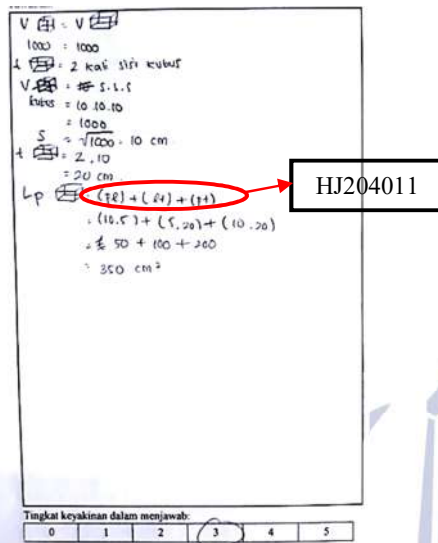 V = V
1000 = 1000
t = 2 kali sisi kubus
V = s.s.s
kubus = 10.10.10
= 1000
s = √1000 = 10 cm
t = 2.10
= 20 cm
Lp = (pl) + (lt) + (pt)
HJ204011
= (10.5) + (5.20) + (10.20)
= 50 + 100 + 200
= 350 cm²
Tingkat keyakinan dalam menjawab:
0 1 2 3 4 5